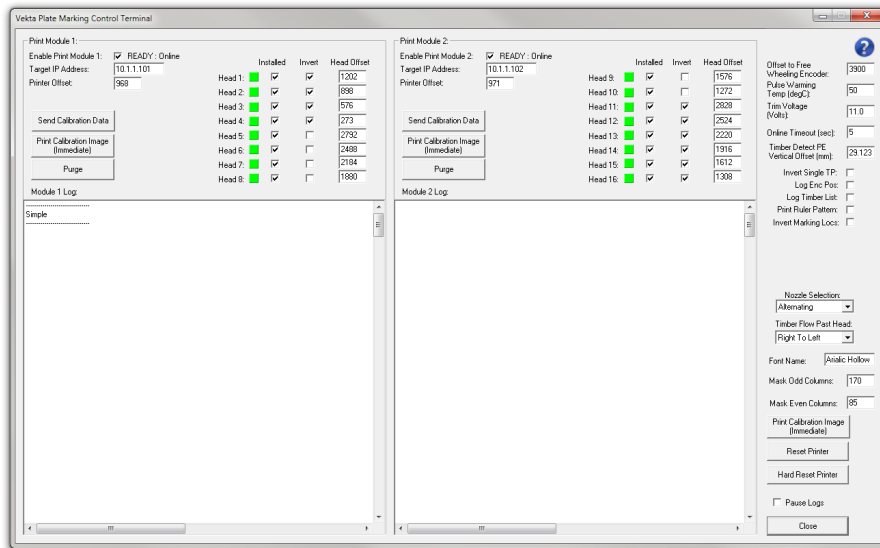 Vekta Plate Marking Control Terminal
Print Module 1:
Enable Print Module 1: READY : Online
Target IP Address: 10.1.1.101
Printer Offset: 968
Installed Invert Head Offset
Head 1: 1202
Head 2: 898
Head 3: 576
Head 4: 273
Head 5: 2792
Head 6: 2488
Head 7: 2184
Head 8: 1880
Send Calibration Data
Print Calibration Image
(Immediate)
Purge
Module 1 Log:
------------------------------
Simple
------------------------------
Print Module 2:
Enable Print Module 2: READY : Online
Target IP Address: 10.1.1.102
Printer Offset: 971
Installed Invert Head Offset
Head 9: 1576
Head 10: 1272
Head 11: 2828
Head 12: 2524
Head 13: 2220
Head 14: 1916
Head 15: 1612
Head 16: 1308
Send Calibration Data
Print Calibration Image
(Immediate)
Purge
Module 2 Log:
?
Offset to Free
Wheeling Encoder: 3900
Pulse Warming
Temp (degC): 50
Trim Voltage
(Volts): 11.0
Online Timeout (sec): 5
Timber Detect PE
Vertical Offset (mm): 29.123
Invert Single TP:
Log Enc Pos:
Log Timber List:
Print Ruler Pattern:
Invert Marking Locs:
Nozzle Selection:
Alternating
Timber Flow Past Head:
Right To Left
Font Name: Arialic Hollow
Mask Odd Columns: 170
Mask Even Columns: 85
Print Calibration Image
(Immediate)
Reset Printer
Hard Reset Printer
Pause Logs
Close